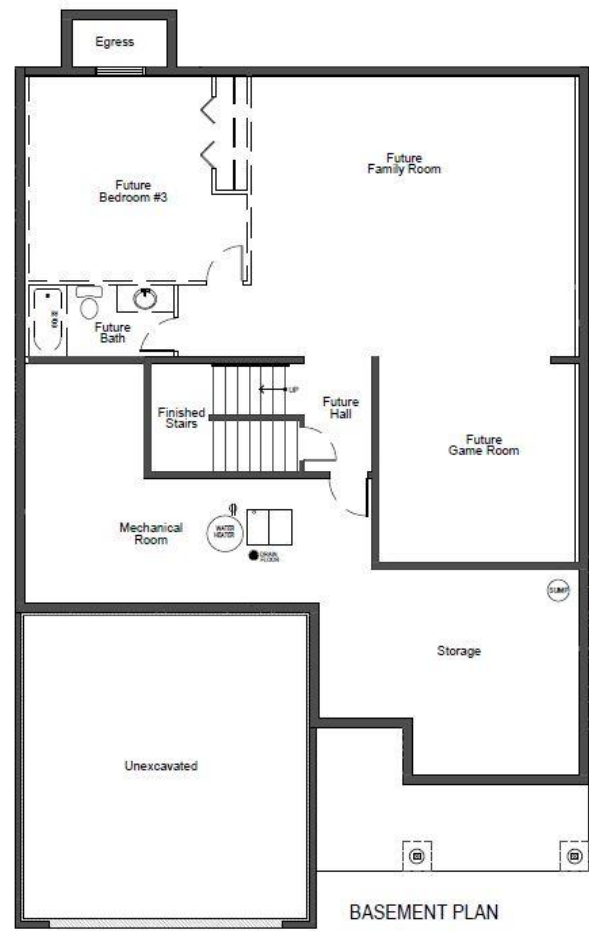 Egress
Future
Family Room
Future
Bedroom #3
Future
Bath
UP
Finished
Stairs
Future
Hall
Future
Game Room
Mechanical
Room
WATER
HEATER
DRAIN
FLOOR
SUMP
Storage
Unexcavated
BASEMENT PLAN